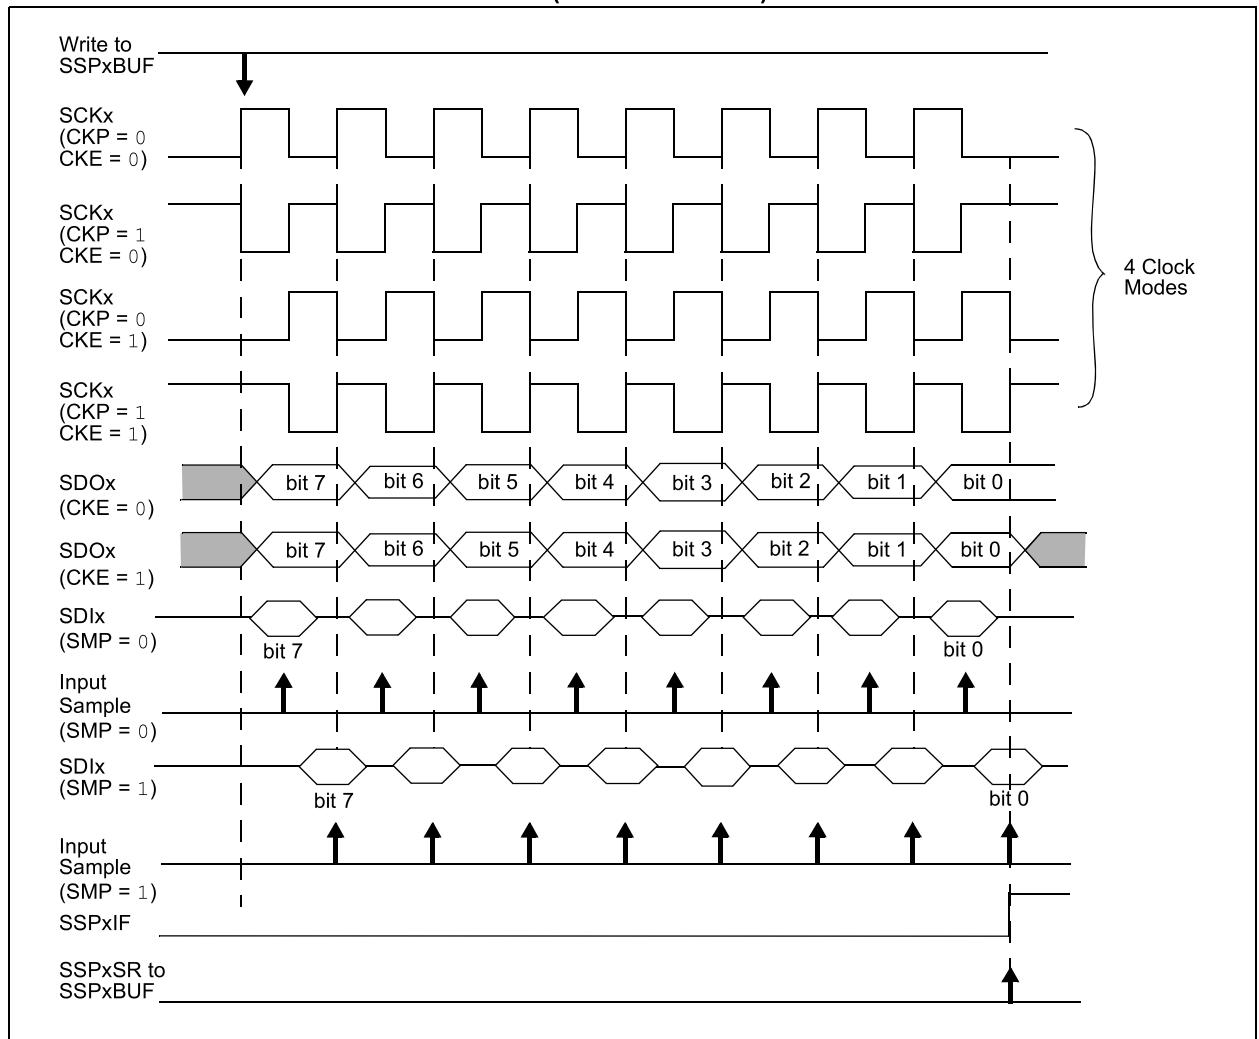 Write to
SSPxBUF
SCKx
(CKP = 0
CKE = 0)
SCKx
(CKP = 1
CKE = 0)
SCKx
(CKP = 0
CKE = 1)
SCKx
(CKP = 1
CKE = 1)
4 Clock
Modes
SDOx
(CKE = 0)
bit 7 bit 6 bit 5 bit 4 bit 3 bit 2 bit 1 bit 0
SDOx
(CKE = 1)
bit 7 bit 6 bit 5 bit 4 bit 3 bit 2 bit 1 bit 0
SDIx
(SMP = 0)
bit 7 bit 0
Input
Sample
(SMP = 0)
SDIx
(SMP = 1)
bit 7 bit 0
Input
Sample
(SMP = 1)
SSPxIF
SSPxSR to
SSPxBUF